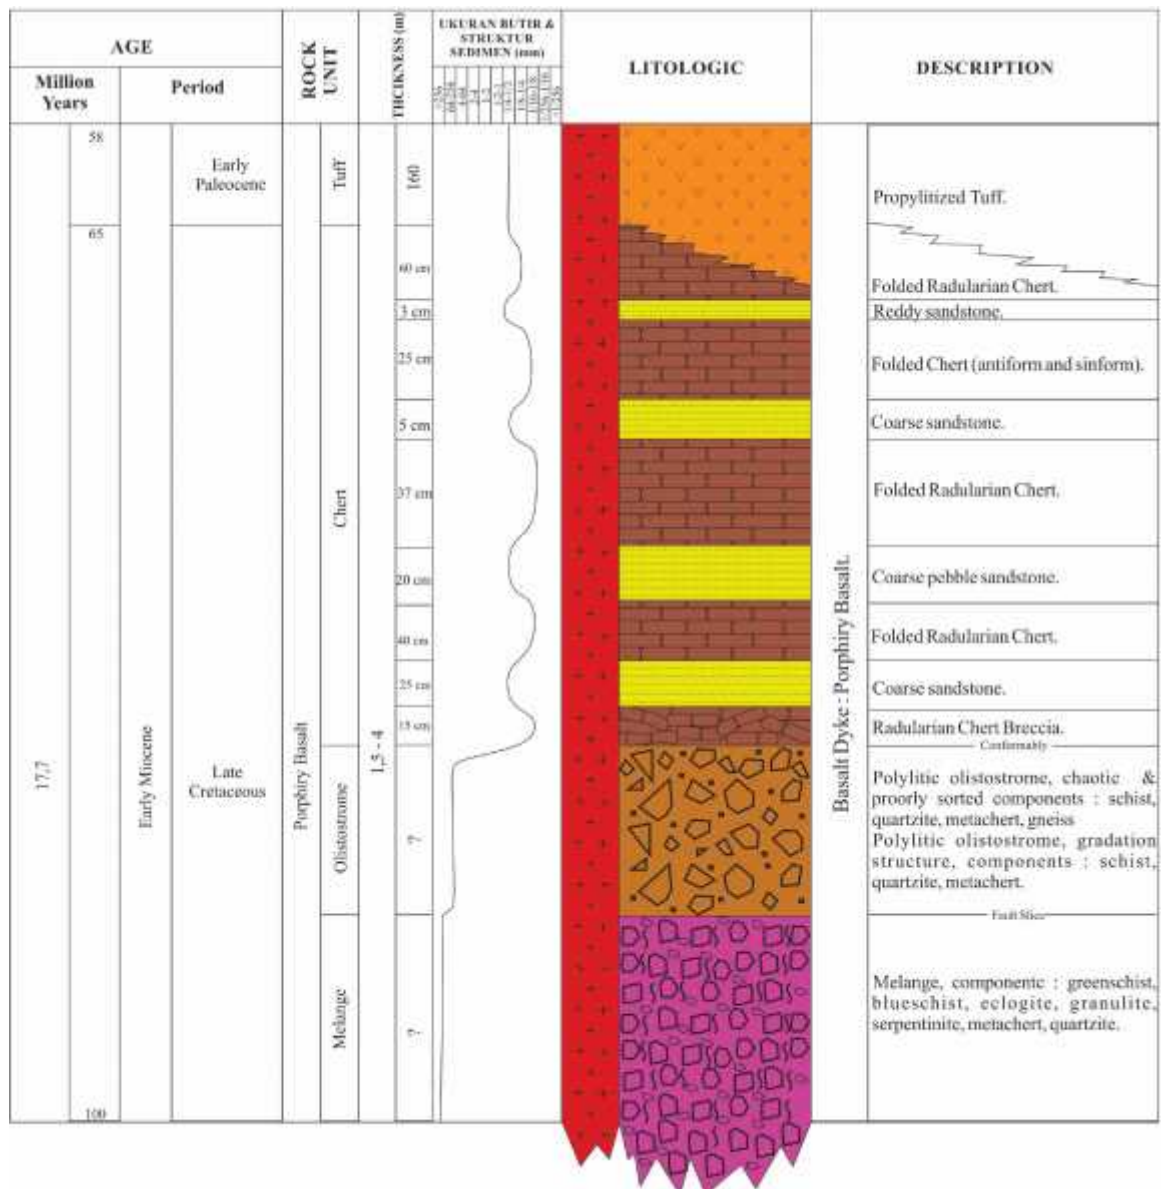 AGE
Million
Years
Period
ROCK
UNIT
THCIKNESS (m)
UKURAN BUTIR &
STRUKTUR
SEDIMEN (mm)
LITOLOGIC
DESCRIPTION
58
Early
Paleocene
Tuff
160
Propylitized Tuff.
65
60 cm
Folded Radularian Chert.
3 cm
Reddy sandstone.
25 cm
Folded Chert (antiform and sinform).
5 cm
Coarse sandstone.
Chert
37 cm
Folded Radularian Chert.
20 cm
Coarse pebble sandstone.
40 cm
Folded Radularian Chert.
25 cm
Coarse sandstone.
15 cm
Radularian Chert Breccia.
Conformably
17,7
Early Miocene
Late
Cretaceous
Porphiry Basalt
1,5 - 4
Basalt Dyke : Porphiry Basalt.
Olistostrome
?
Polylitic olistostrome, chaotic &
proorly sorted components : schist,
quartzite, metachert, gneiss
Polylitic olistostrome, gradation
structure, components : schist,
quartzite, metachert.
Fault Slice
Melange
?
Melange, componentc : greenschist,
blueschist, eclogite, granulite,
serpentinite, metachert, quartzite.
100